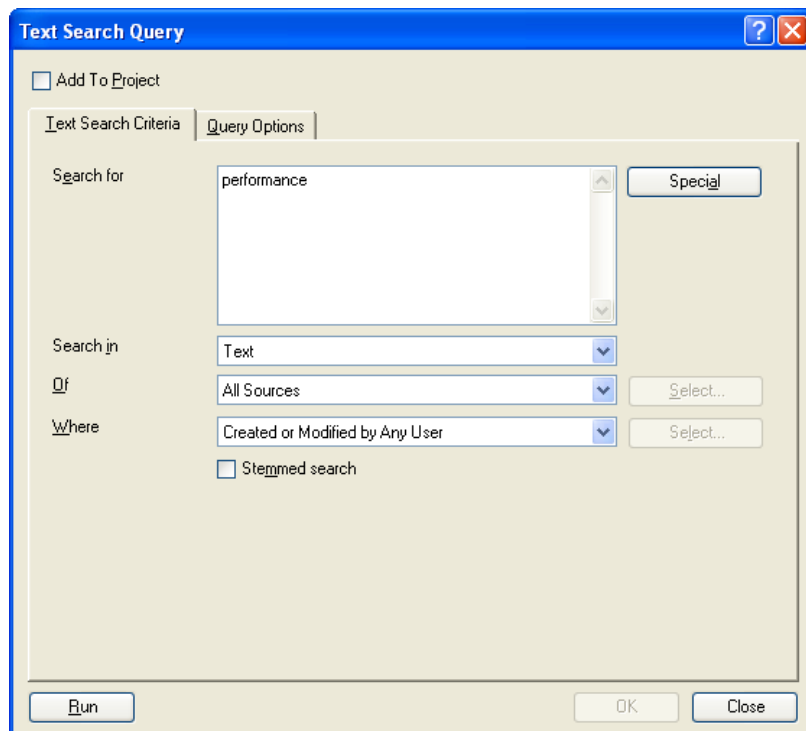 Text Search Query
Add To Project
Text Search Criteria
Query Options
Search for
performance
Special
Search in
Text
Of
All Sources
Select...
Where
Created or Modified by Any User
Select...
Stemmed search
Run
OK
Close